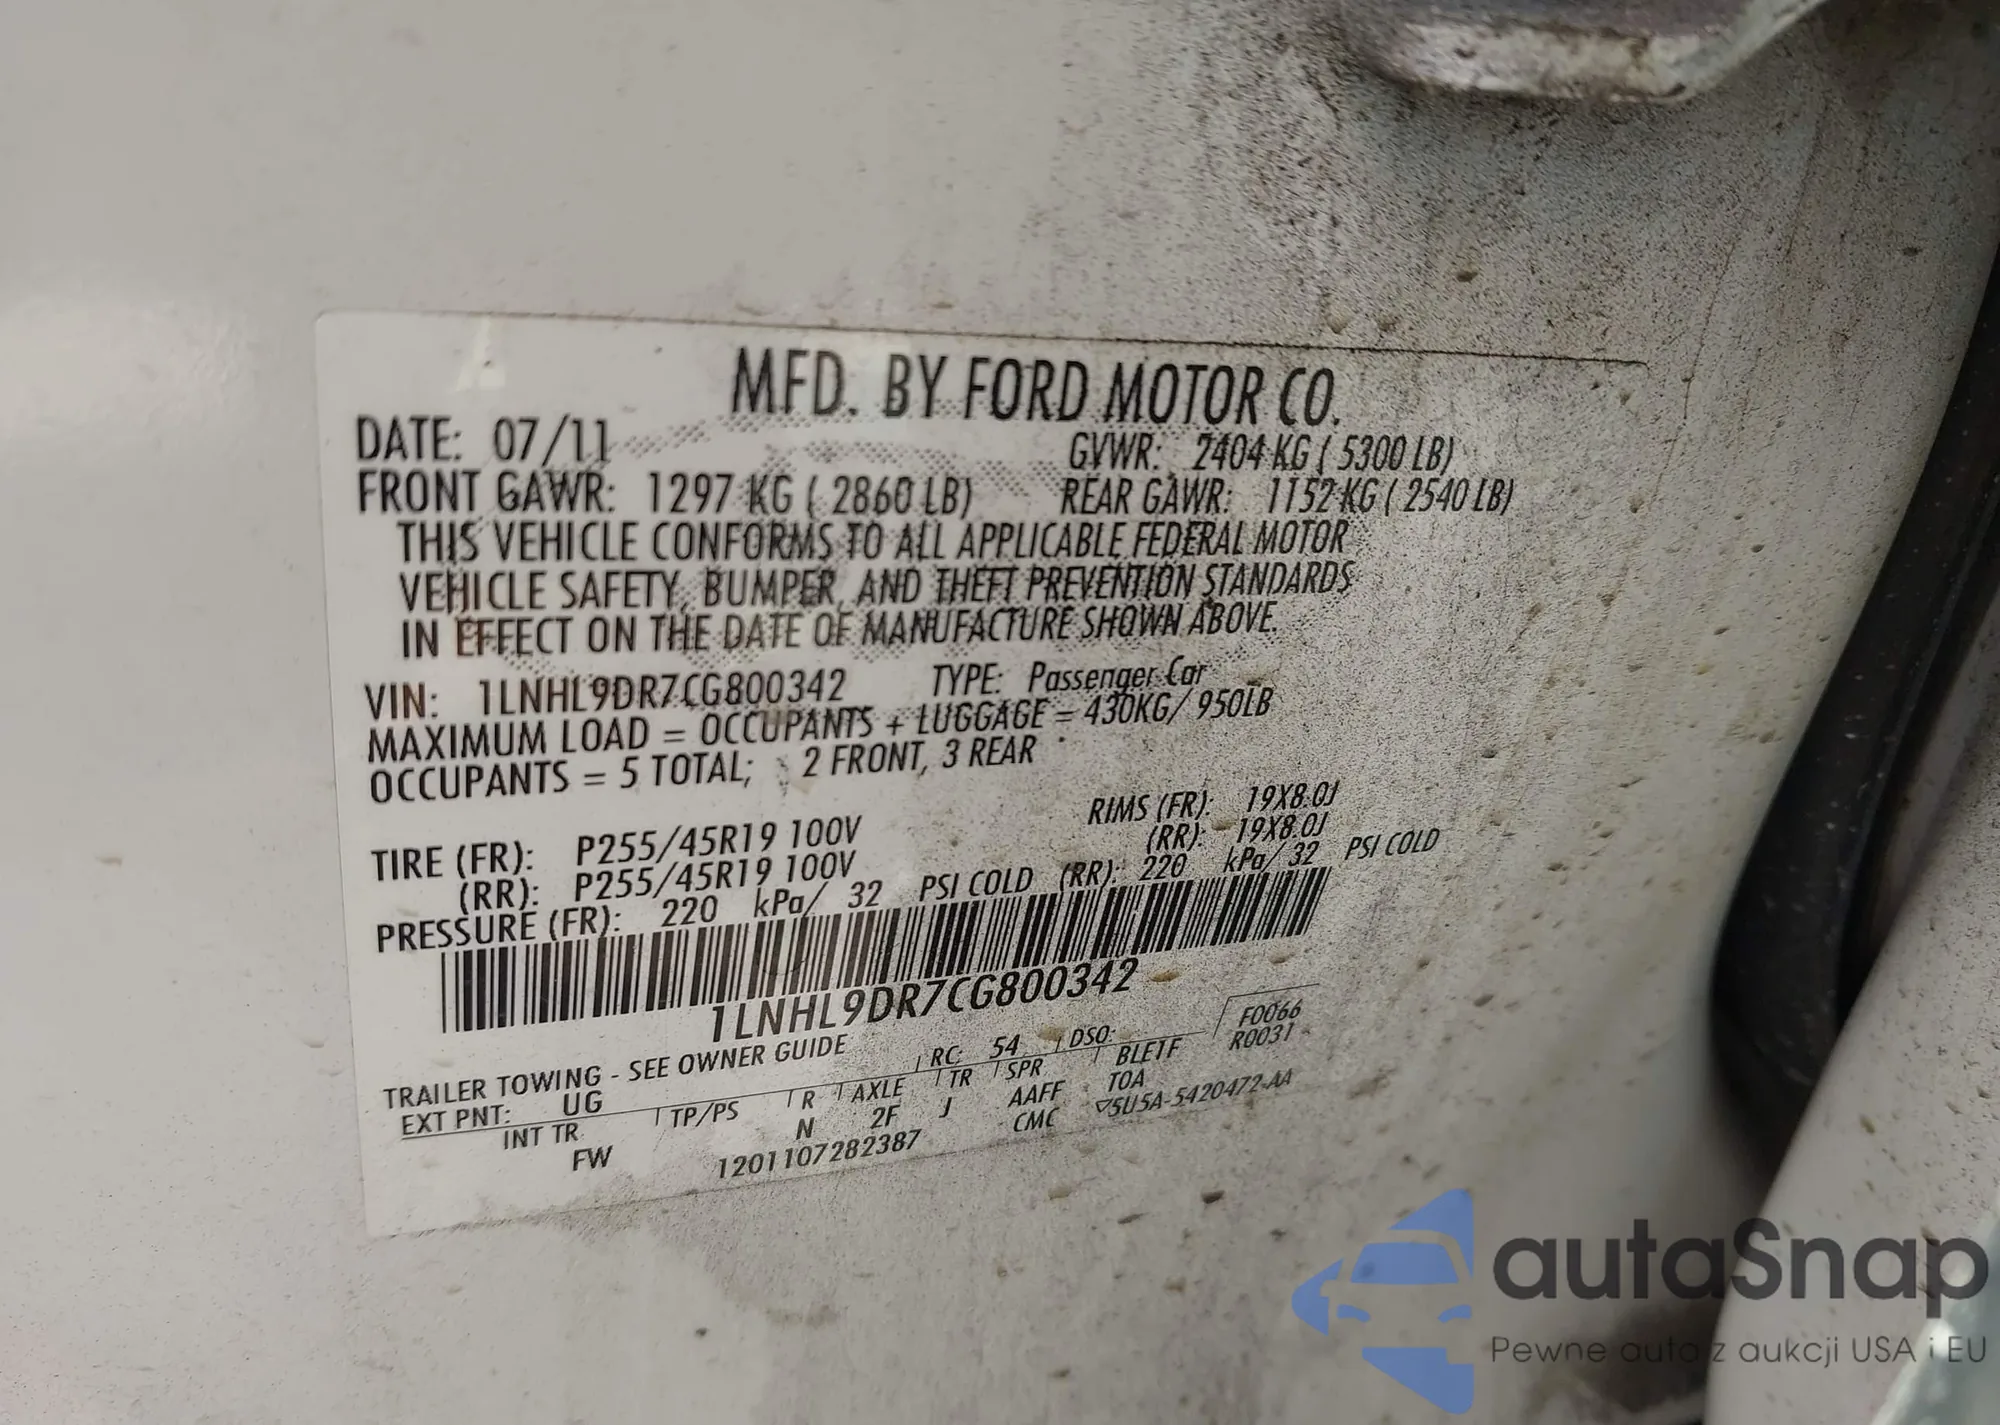 MFD. BY FORD MOTOR CO.
DATE: 07/11 GVWR: 2404 KG ( 5300 LB)
FRONT GAWR: 1297 KG ( 2860 LB) REAR GAWR: 1152 KG ( 2540 LB)
THIS VEHICLE CONFORMS TO ALL APPLICABLE FEDERAL MOTOR
VEHICLE SAFETY, BUMPER, AND THEFT PREVENTION STANDARDS
IN EFFECT ON THE DATE OF MANUFACTURE SHOWN ABOVE.
VIN: 1LNHL9DR7CG800342 TYPE: Passenger Car
MAXIMUM LOAD = OCCUPANTS + LUGGAGE = 430KG/ 950LB
OCCUPANTS = 5 TOTAL; 2 FRONT, 3 REAR
TIRE (FR): P255/45R19 100V RIMS (FR): 19X8.0J
(RR): P255/45R19 100V (RR): 19X8.0J
PRESSURE (FR): 220 kPa/ 32 PSI COLD (RR): 220 kPa/ 32 PSI COLD
1LNHL9DR7CG800342
TRAILER TOWING - SEE OWNER GUIDE F0066
EXT PNT: UG RC: 54 DSO: R0031
INT TR TP/PS R AXLE TR SPR BLETF
FW N 2F J AAFF TOA
1201107282387 CMC ▽5U5A-5420472-AA
autaSnap
Pewne auta z aukcji USA i EU